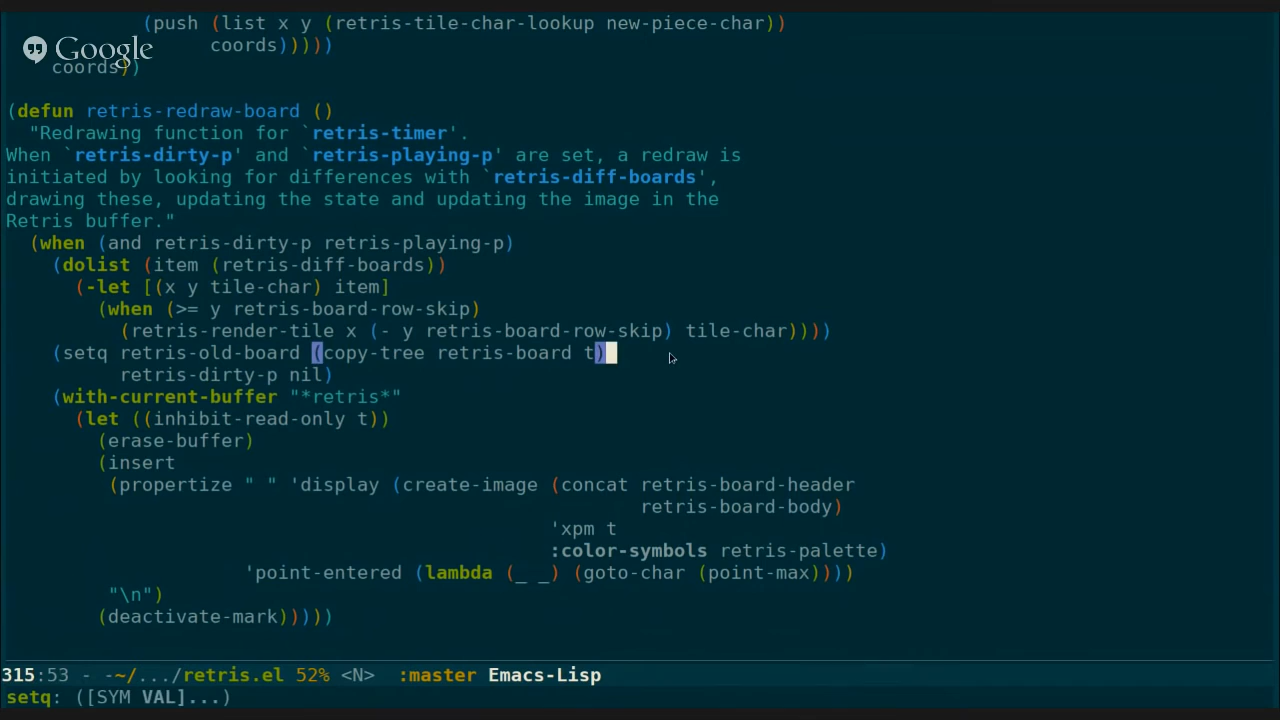 (push (list x y (retris-tile-char-lookup new-piece-char))
coords)))))
Google
coords))
(defun retris-redraw-board ()
"Redrawing function for `retris-timer'.
When `retris-dirty-p' and `retris-playing-p' are set, a redraw is
initiated by looking for differences with `retris-diff-boards',
drawing these, updating the state and updating the image in the
Retris buffer."
(when (and retris-dirty-p retris-playing-p)
(dolist (item (retris-diff-boards))
(-let [(x y tile-char) item]
(when (>= y retris-board-row-skip)
(retris-render-tile x (- y retris-board-row-skip) tile-char))))
(setq retris-old-board (copy-tree retris-board t)
retris-dirty-p nil)
(with-current-buffer "*retris*"
(let ((inhibit-read-only t))
(erase-buffer)
(insert
(propertize " " 'display (create-image (concat retris-board-header
retris-board-body)
'xpm t
:color-symbols retris-palette)
'point-entered (lambda (_ _) (goto-char (point-max))))
"\n")
(deactivate-mark)))))
315:53 - -~/.../retris.el 52% <N> :master Emacs-Lisp
setq: ([SYM VAL]...)